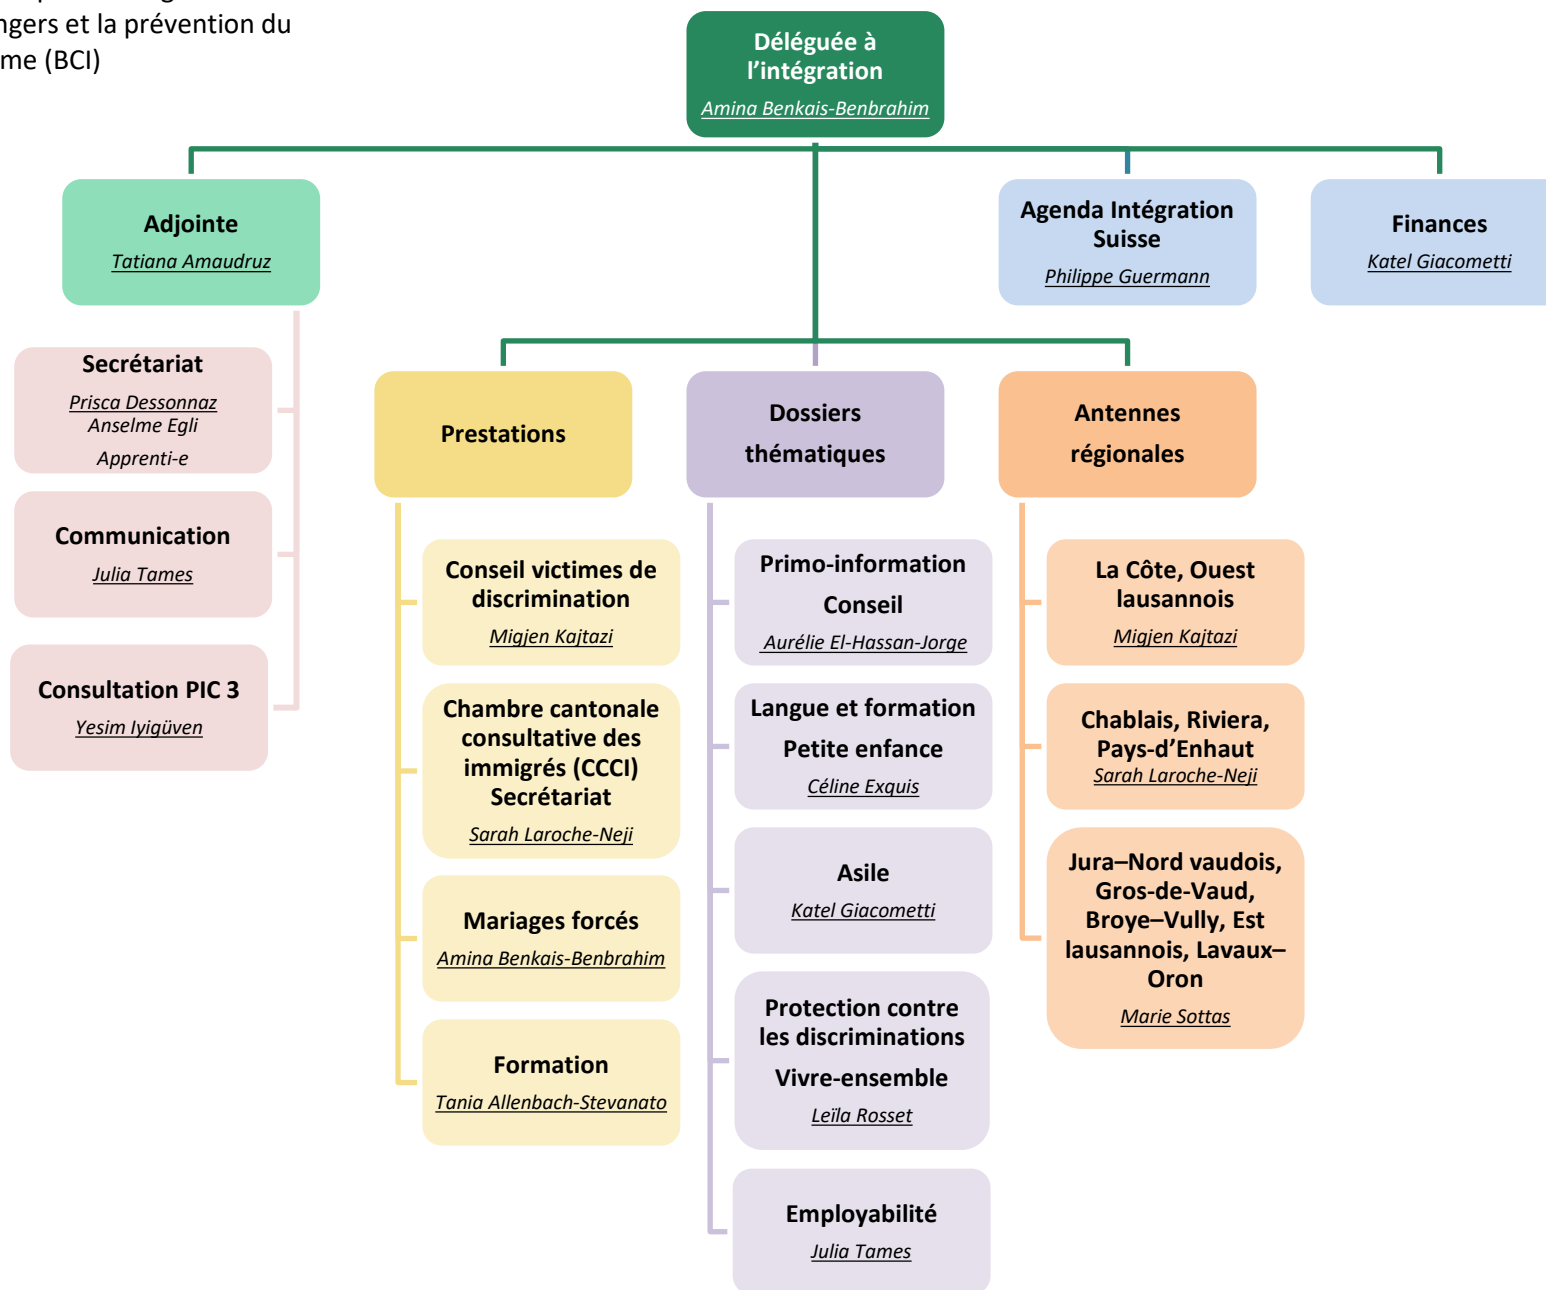 ngers et la prévention du
me (BCI)
Déléguée à
l’intégration
Amina Benkais-Benbrahim
Adjointe
Tatiana Amaudruz
Agenda Intégration
Suisse
Philippe Guermann
Finances
Katel Giacometti
Secrétariat
Prisca Dessonnaz
Anselme Egli
Apprenti-e
Communication
Julia Tames
Consultation PIC 3
Yesim Iyigüven
Prestations
Conseil victimes de
discrimination
Migjen Kajtazi
Chambre cantonale
consultative des
immigrés (CCCI)
Secrétariat
Sarah Laroche-Neji
Mariages forcés
Amina Benkais-Benbrahim
Formation
Tania Allenbach-Stevanato
Dossiers
thématiques
Primo-information
Conseil
Aurélie El-Hassan-Jorge
Langue et formation
Petite enfance
Céline Exquis
Asile
Katel Giacometti
Protection contre
les discriminations
Vivre-ensemble
Leïla Rosset
Employabilité
Julia Tames
Antennes
régionales
La Côte, Ouest
lausannois
Migjen Kajtazi
Chablais, Riviera,
Pays-d’Enhaut
Sarah Laroche-Neji
Jura–Nord vaudois,
Gros-de-Vaud,
Broye–Vully, Est
lausannois, Lavaux–
Oron
Marie Sottas